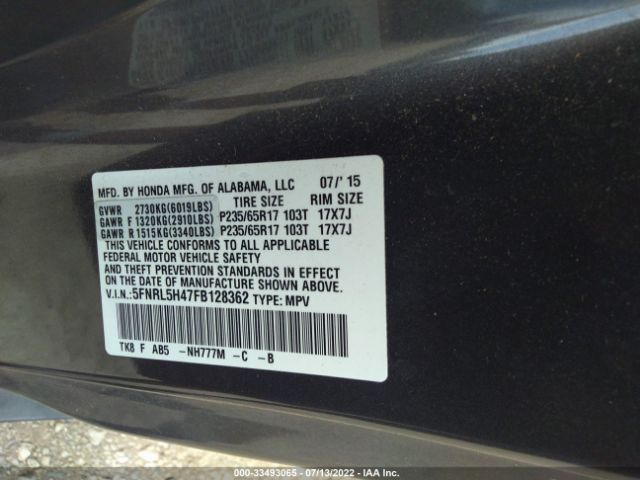 MFD. BY HONDA MFG. OF ALABAMA, LLC 07/'15
TIRE SIZE RIM SIZE
GVWR 2730KG(6019LBS)
GAWR F 1320KG(2910LBS) P235/65R17 103T 17X7J
GAWR R 1515KG(3340LBS) P235/65R17 103T 17X7J
THIS VEHICLE CONFORMS TO ALL APPLICABLE
FEDERAL MOTOR VEHICLE SAFETY
AND THEFT PREVENTION STANDARDS IN EFFECT
ON THE DATE OF MANUFACTURE SHOWN ABOVE.
V.I.N.:5FNRL5H47FB128362 TYPE: MPV
TK8 F AB5 -NH777M -C -B
000-33493065 - 07/13/2022 - IAA Inc.